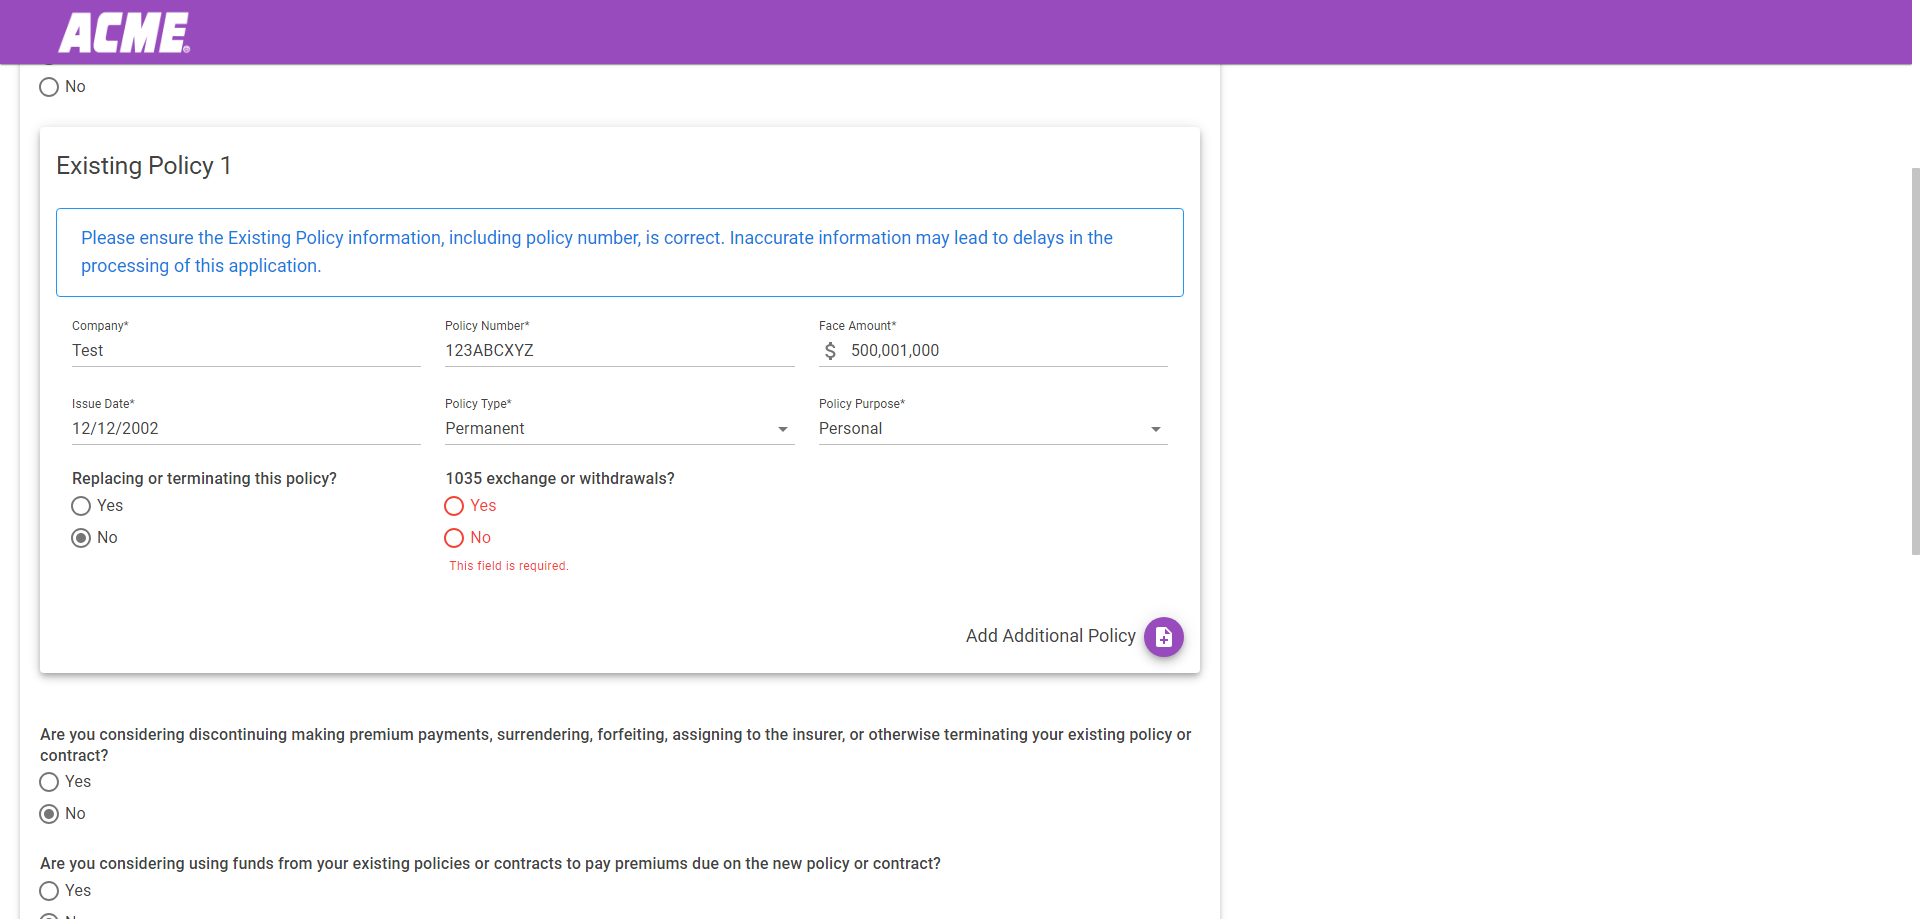 ACME®
No
Existing Policy 1
Please ensure the Existing Policy information, including policy number, is correct. Inaccurate information may lead to delays in the
processing of this application.
Company* Policy Number* Face Amount*
Test 123ABCXYZ $ 500,001,000
Issue Date* Policy Type* Policy Purpose*
12/12/2002 Permanent Personal
Replacing or terminating this policy? 1035 exchange or withdrawals?
Yes Yes
No No
This field is required.
Add Additional Policy
Are you considering discontinuing making premium payments, surrendering, forfeiting, assigning to the insurer, or otherwise terminating your existing policy or
contract?
Yes
No
Are you considering using funds from your existing policies or contracts to pay premiums due on the new policy or contract?
Yes